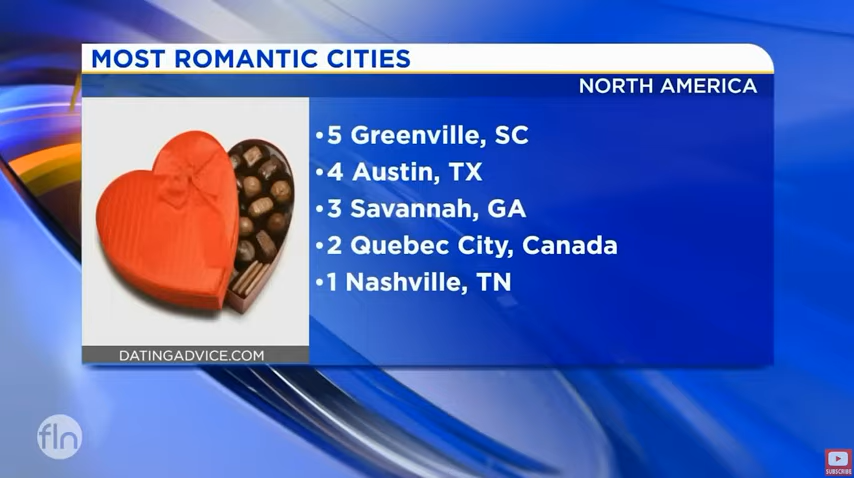 MOST ROMANTIC CITIES
NORTH AMERICA
•5 Greenville, SC
•4 Austin, TX
•3 Savannah, GA
•2 Quebec City, Canada
•1 Nashville, TN
DATINGADVICE.COM
fln
SUBSCRIBE